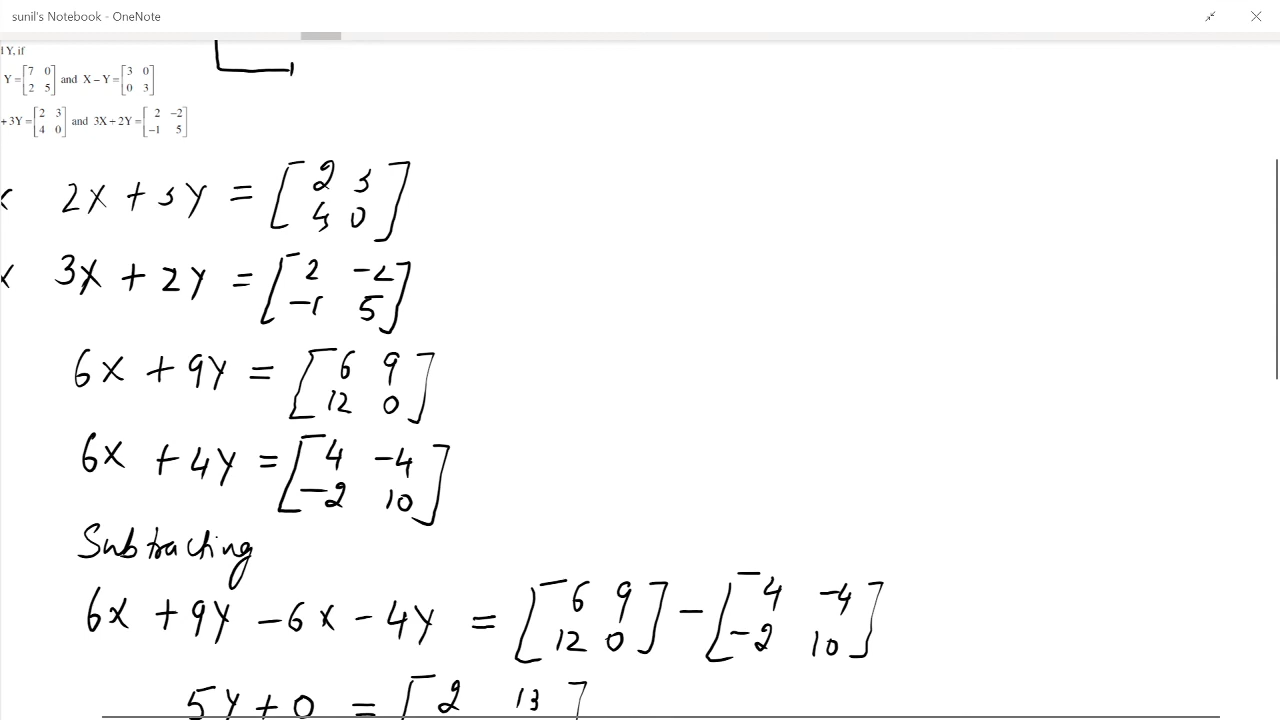 sunil's Notebook - OneNote
l Y, if
Y = [7 0 2 5] and X – Y = [3 0 0 3]
+ 3Y = [2 3 4 0] and 3X + 2Y = [2 –2 –1 5]
2X + 3Y = [2 3 4 0]
3X + 2Y = [2 -2 -1 5]
6X + 9Y = [6 9 12 0]
6X + 4Y = [4 -4 -2 10]
Subtracting
6X + 9Y - 6X - 4Y = [6 9 12 0] - [4 -4 -2 10]
5Y + 0 = [2 13